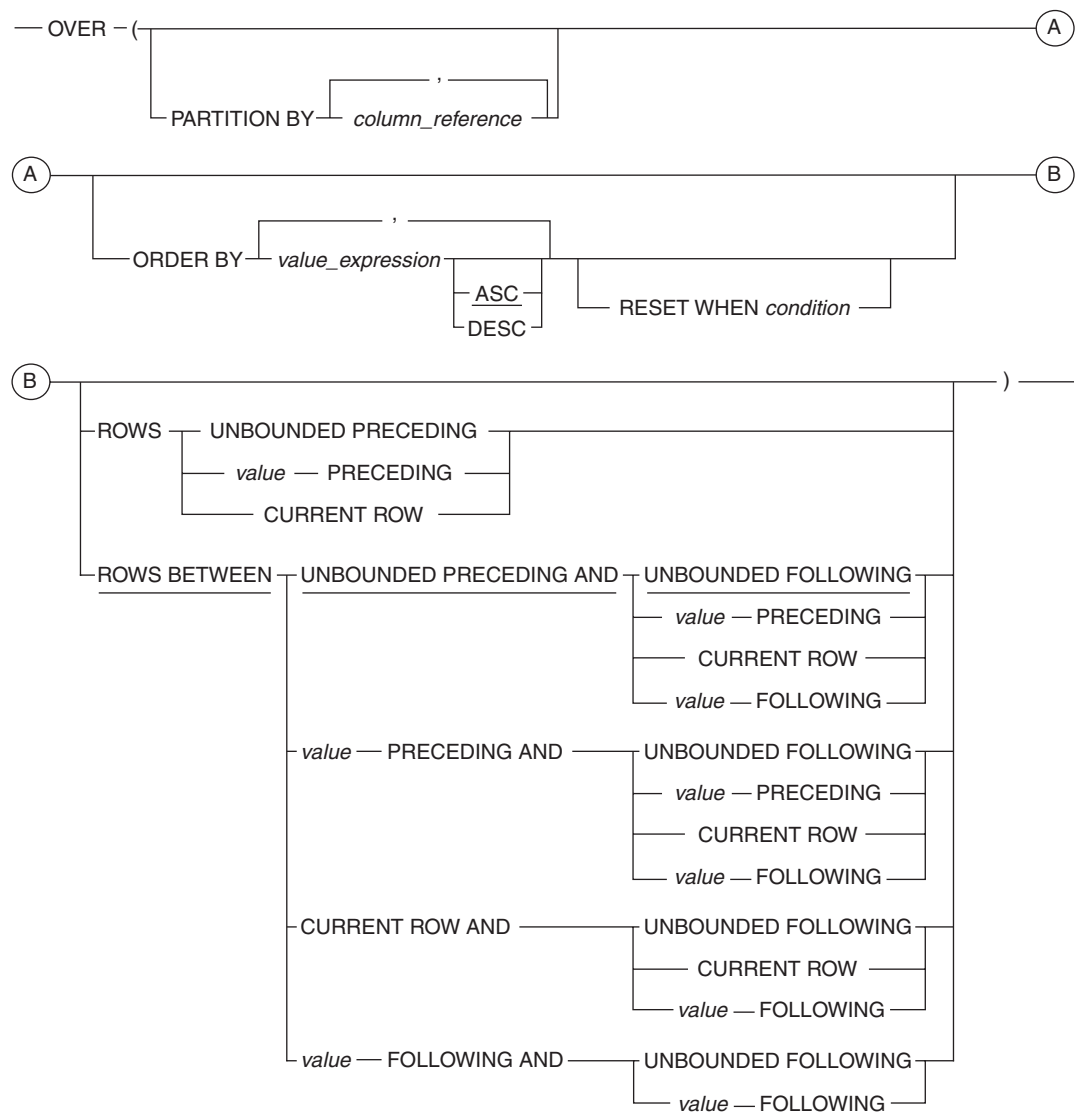 OVER ( A
,
PARTITION BY column_reference
A B
,
ORDER BY value_expression
ASC
RESET WHEN condition
DESC
B )
ROWS UNBOUNDED PRECEDING
value PRECEDING
CURRENT ROW
ROWS BETWEEN UNBOUNDED PRECEDING AND UNBOUNDED FOLLOWING
value PRECEDING
CURRENT ROW
value FOLLOWING
value PRECEDING AND UNBOUNDED FOLLOWING
value PRECEDING
CURRENT ROW
value FOLLOWING
CURRENT ROW AND UNBOUNDED FOLLOWING
CURRENT ROW
value FOLLOWING
value FOLLOWING AND UNBOUNDED FOLLOWING
value FOLLOWING